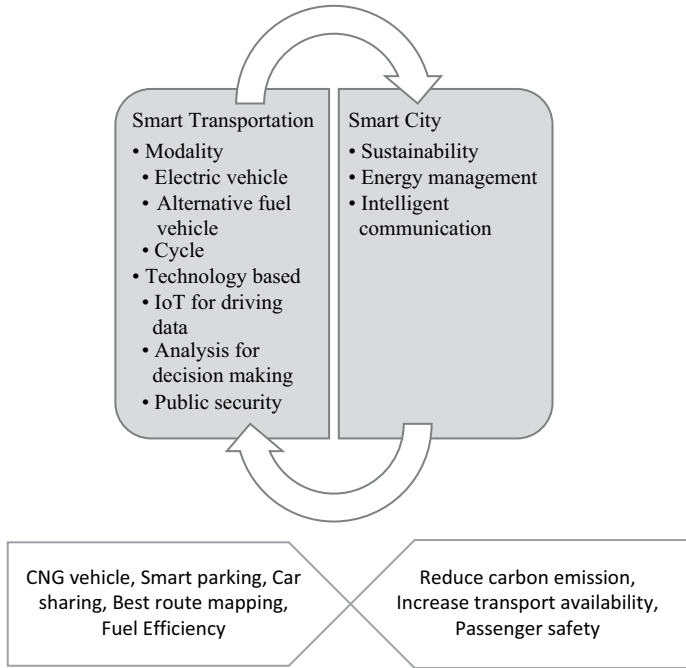 Smart Transportation
• Modality
• Electric vehicle
• Alternative fuel
vehicle
• Cycle
• Technology based
• IoT for driving
data
• Analysis for
decision making
• Public security
Smart City
• Sustainability
• Energy management
• Intelligent
communication
CNG vehicle, Smart parking, Car
sharing, Best route mapping,
Fuel Efficiency
Reduce carbon emission,
Increase transport availability,
Passenger safety